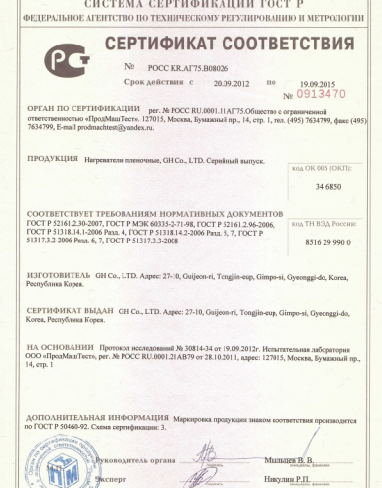 СИСТЕМА СЕРТИФИКАЦИИ ГОСТ Р
ФЕДЕРАЛЬНОЕ АГЕНТСТВО ПО ТЕХНИЧЕСКОМУ РЕГУЛИРОВАНИЮ И МЕТРОЛОГИИ
СЕРТИФИКАТ СООТВЕТСТВИЯ
№ РОСС KR.АГ75.В08026
Срок действия с 20.09.2012 по 19.09.2015
№ 0913470
ОРГАН ПО СЕРТИФИКАЦИИ рег. № РОСС RU.0001.11АГ75.Общество с ограниченной
ответственностью «ПродМашТест». 127015, Москва, Бумажный пр., 14, стр. 1, тел. (495) 7634799, факс (495)
7634799, E-mail prodmachtest@yandex.ru.
ПРОДУКЦИЯ Нагреватели пленочные, GH Co., LTD. Серийный выпуск.
код ОК 005 (ОКП):
34 6850
СООТВЕТСТВУЕТ ТРЕБОВАНИЯМ НОРМАТИВНЫХ ДОКУМЕНТОВ
ГОСТ Р 52161.2.30-2007, ГОСТ Р МЭК 60335-2-71-98, ГОСТ Р 52161.2.96-2006,
ГОСТ Р 51318.14.1-2006 Разд. 4, ГОСТ Р 51318.14.2-2006 Разд. 5, 7, ГОСТ Р
51317.3.2 2006 Разд. 6, 7, ГОСТ Р 51317.3.3-2008
код ТН ВЭД России:
8516 29 990 0
ИЗГОТОВИТЕЛЬ GH Co., LTD. Адрес: 27-10, Guijeon-ri, Tongjin-eup, Gimpo-si, Gyeonggi-do, Korea,
Республика Корея.
СЕРТИФИКАТ ВЫДАН GH Co., LTD. Адрес: 27-10, Guijeon-ri, Tongjin-eup, Gimpo-si, Gyeonggi-do,
Korea, Республика Корея.
НА ОСНОВАНИИ Протокол исследований № 30814-34 от 19.09.2012г. Испытательная лаборатория
ООО «ПродМашТест», рег. № РОСС RU.0001.21АВ79 от 28.10.2011, адрес: 127015, Москва, Бумажный пр.,
14, стр. 1
ДОПОЛНИТЕЛЬНАЯ ИНФОРМАЦИЯ Маркировка продукции знаком соответствия производится
по ГОСТ Р 50460-92. Схема сертификации: 3.
Руководитель органа
Мыльцев В. В.
подпись
инициалы, фамилия
Эксперт
Никулин Р.П.